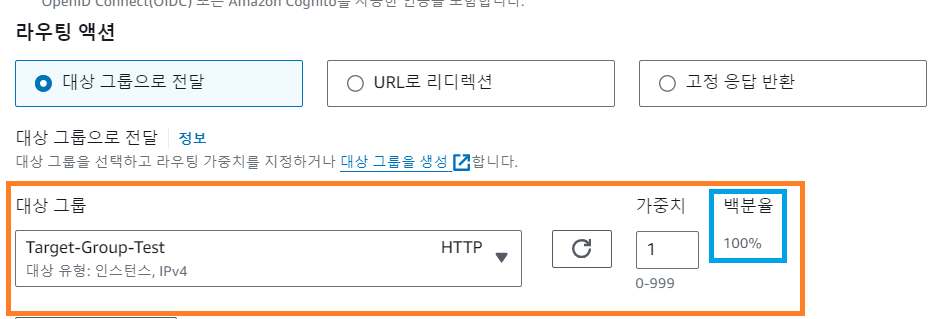 OpenID Connect(OIDC) 또는 Amazon Cognito를 사용한 인증을 포함합니다.
라우팅 액션
대상 그룹으로 전달
URL로 리디렉션
고정 응답 반환
대상 그룹으로 전달 정보
대상 그룹을 선택하고 라우팅 가중치를 지정하거나 대상 그룹을 생성 합니다.
대상 그룹 가중치 백분율
Target-Group-Test HTTP 1 100%
대상 유형: 인스턴스, IPv4
0-999